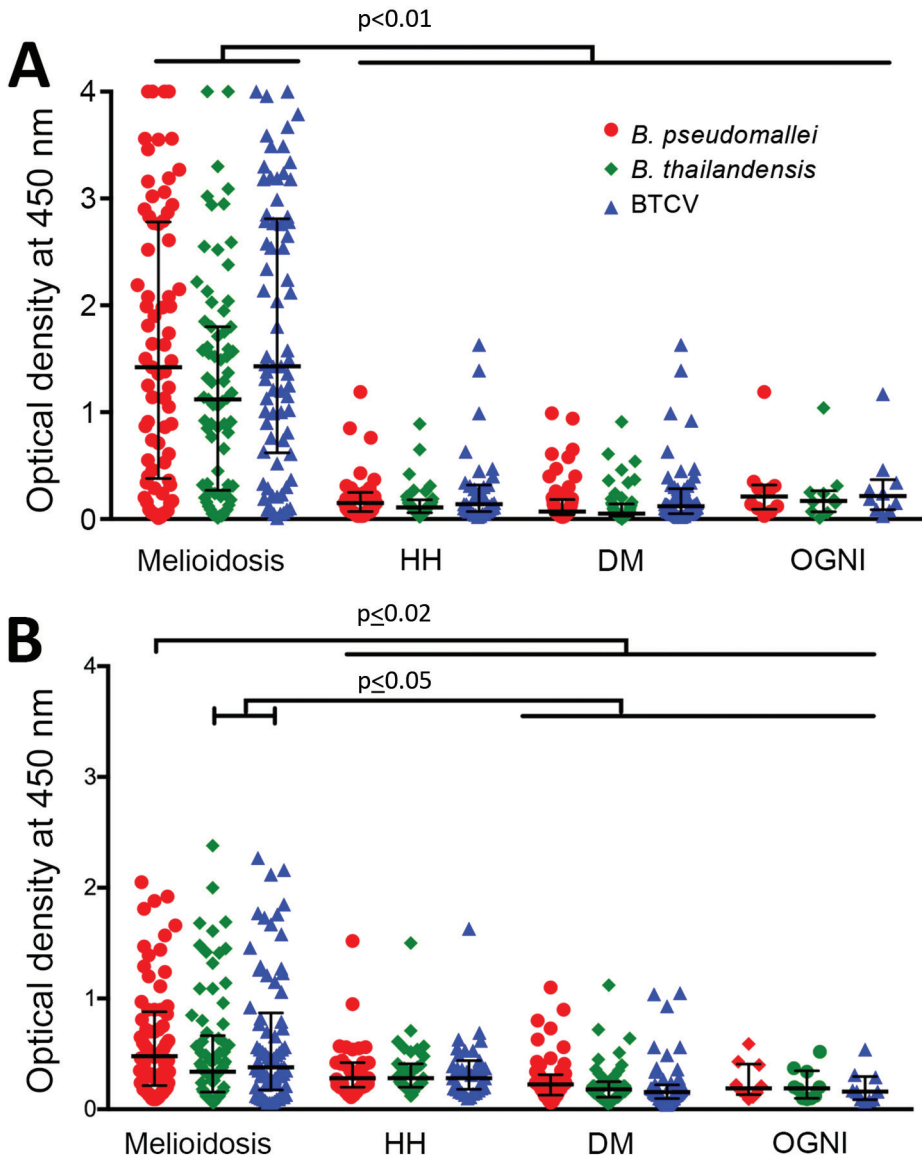 p<0.01
A
4
3
2
1
0
Optical density at 450 nm
B. pseudomallei
B. thailandensis
BTCV
Melioidosis HH DM OGNI
p≤0.02
B
p≤0.05
4
3
2
1
0
Optical density at 450 nm
Melioidosis HH DM OGNI